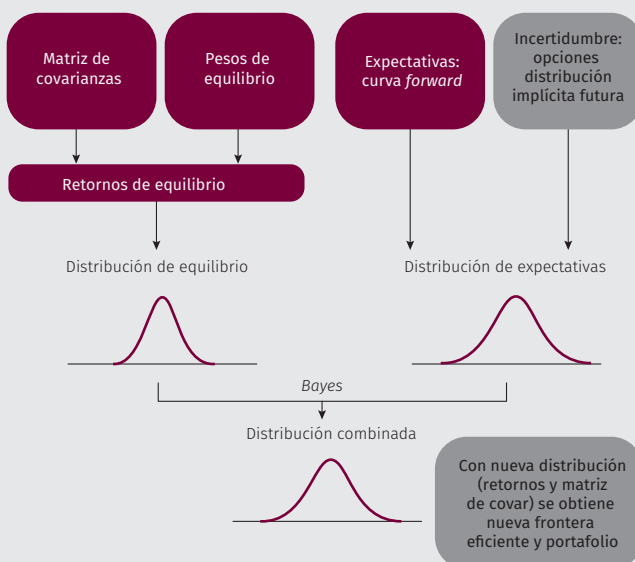 Matriz de
covarianzas
Pesos de
equilibrio
Expectativas:
curva forward
Incertidumbre:
opciones
distribución
implícita futura
Retornos de equilibrio
Distribución de equilibrio
Distribución de expectativas
Bayes
Distribución combinada
Con nueva distribución
(retornos y matriz
de covar) se obtiene
nueva frontera
eficiente y portafolio